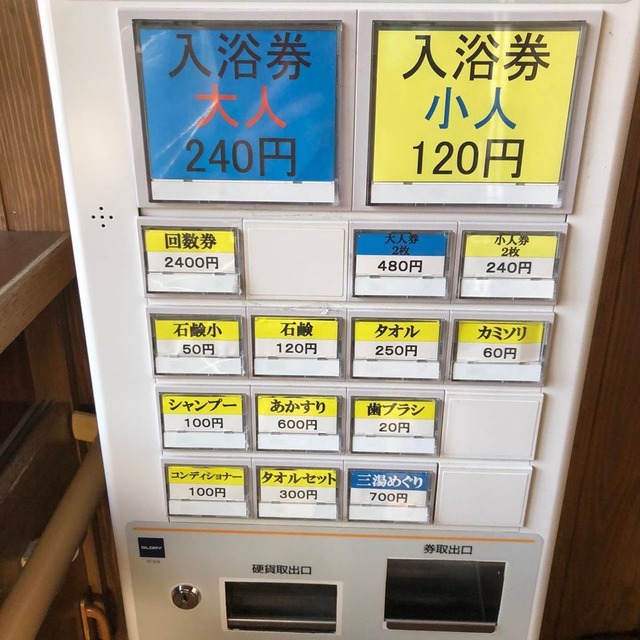 入浴券
大人
240円
入浴券
小人
120円
回数券
2400円
大人券
2枚
480円
小人券
2枚
240円
石鹸小
50円
石鹸
120円
タオル
250円
カミソリ
60円
シャンプー
100円
あかすり
600円
歯ブラシ
20円
コンディショナー
100円
タオルセット
300円
三湯めぐり
700円
GLORY
硬貨取出口
券取出口